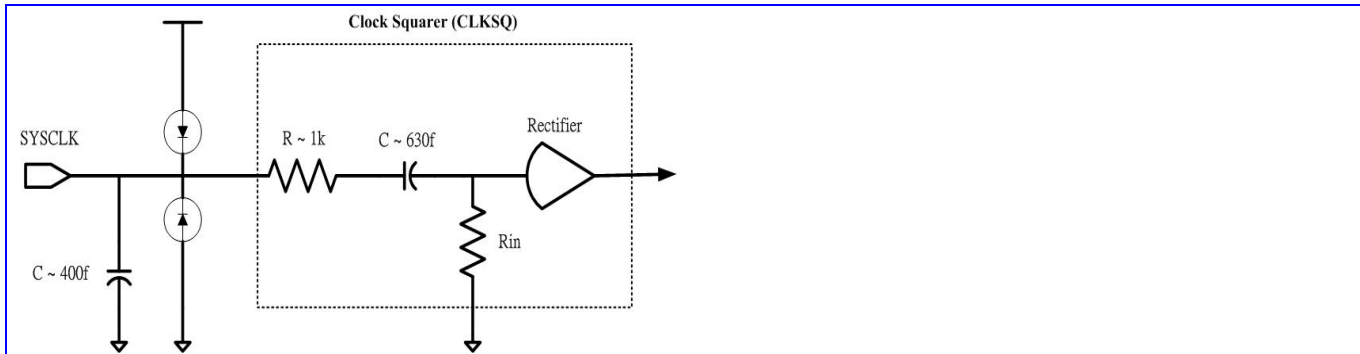 Clock Squarer (CLKSQ)
SYSCLK
R ~ 1k
C ~ 630f
Rectifier
Rin
C ~ 400f